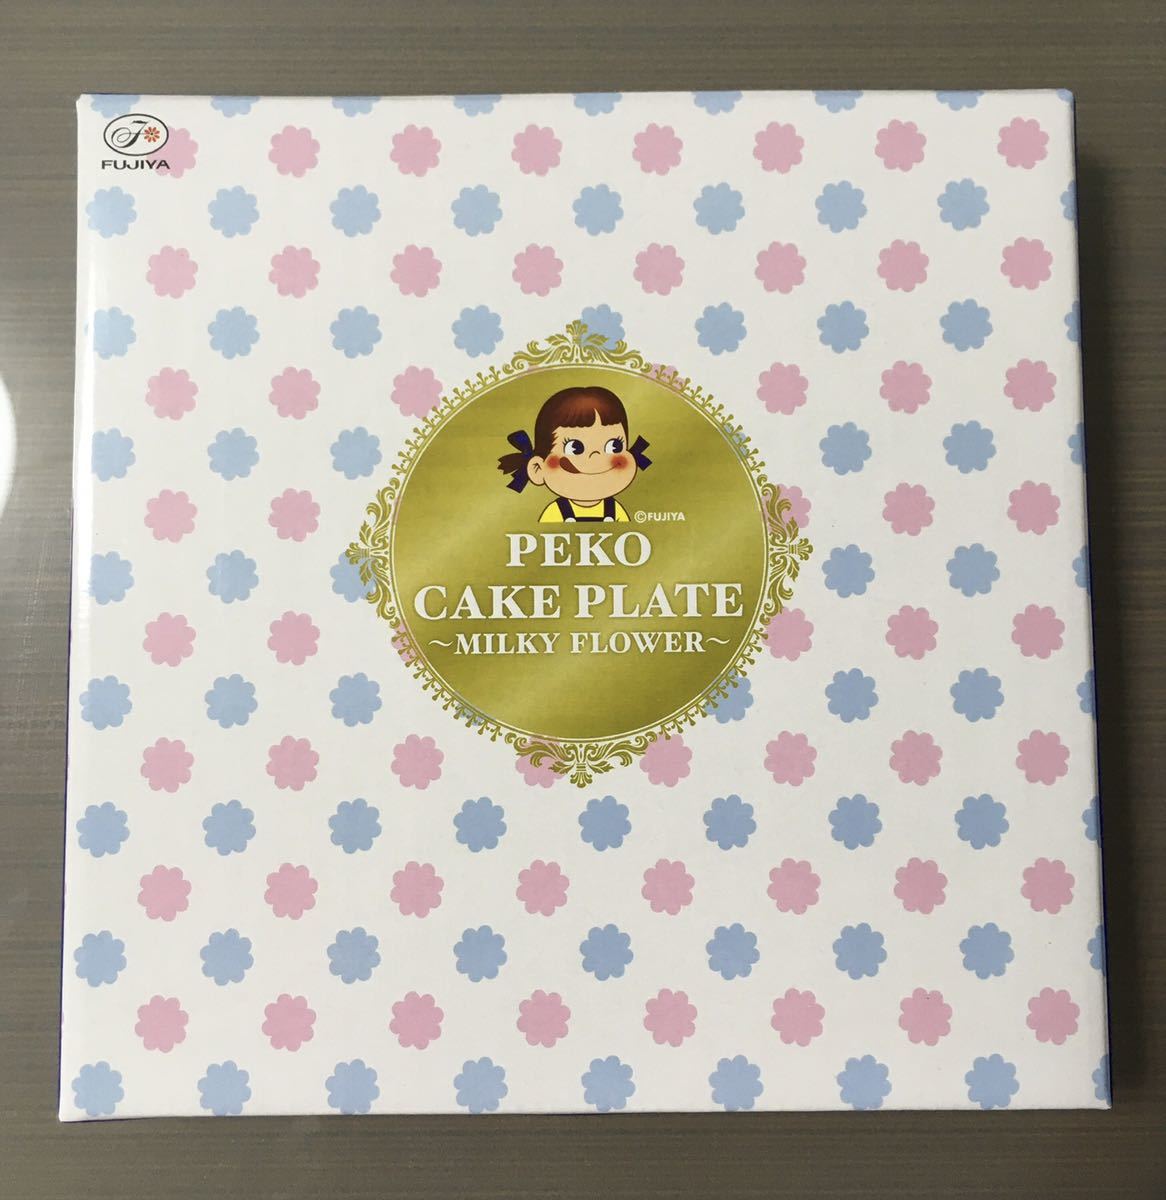 FUJIYA
©FUJIYA
PEKO
CAKE PLATE
~MILKY FLOWER~